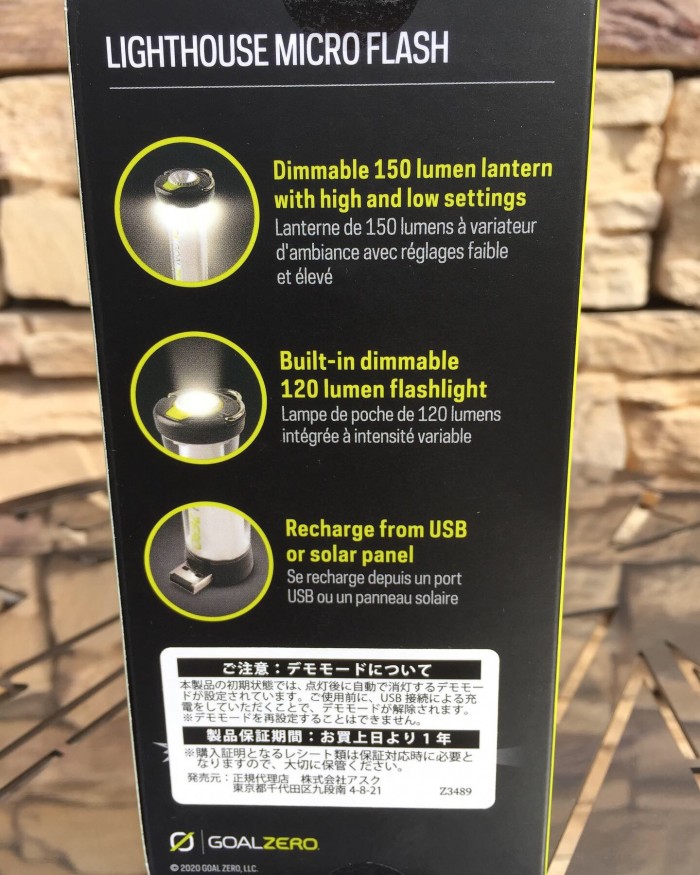 LIGHTHOUSE MICRO FLASH
Dimmable 150 lumen lantern
with high and low settings
Lanterne de 150 lumens à variateur
d'ambiance avec réglages faible
et élevé
Built-in dimmable
120 lumen flashlight
Lampe de poche de 120 lumens
intégrée à intensité variable
Recharge from USB
or solar panel
Se recharge depuis un port
USB ou un panneau solaire
ご注意：デモモードについて
本製品の初期状態では、点灯後に自動で消灯するデモモー
ドが設定されています。ご使用前に、USB 接続による充
電をしていただくことで、デモモードが解除されます。
※デモモードを再設定することはできません。
製品保証期間：お買上日より 1 年
※購入証明となるレシート類は保証対応時に必要と
なりますので、大切に保管ください。
発売元：正規代理店 株式会社アスク
東京都千代田区九段南 4-8-21 Z3489
GOALZERO
© 2020 GOAL ZERO, LLC.